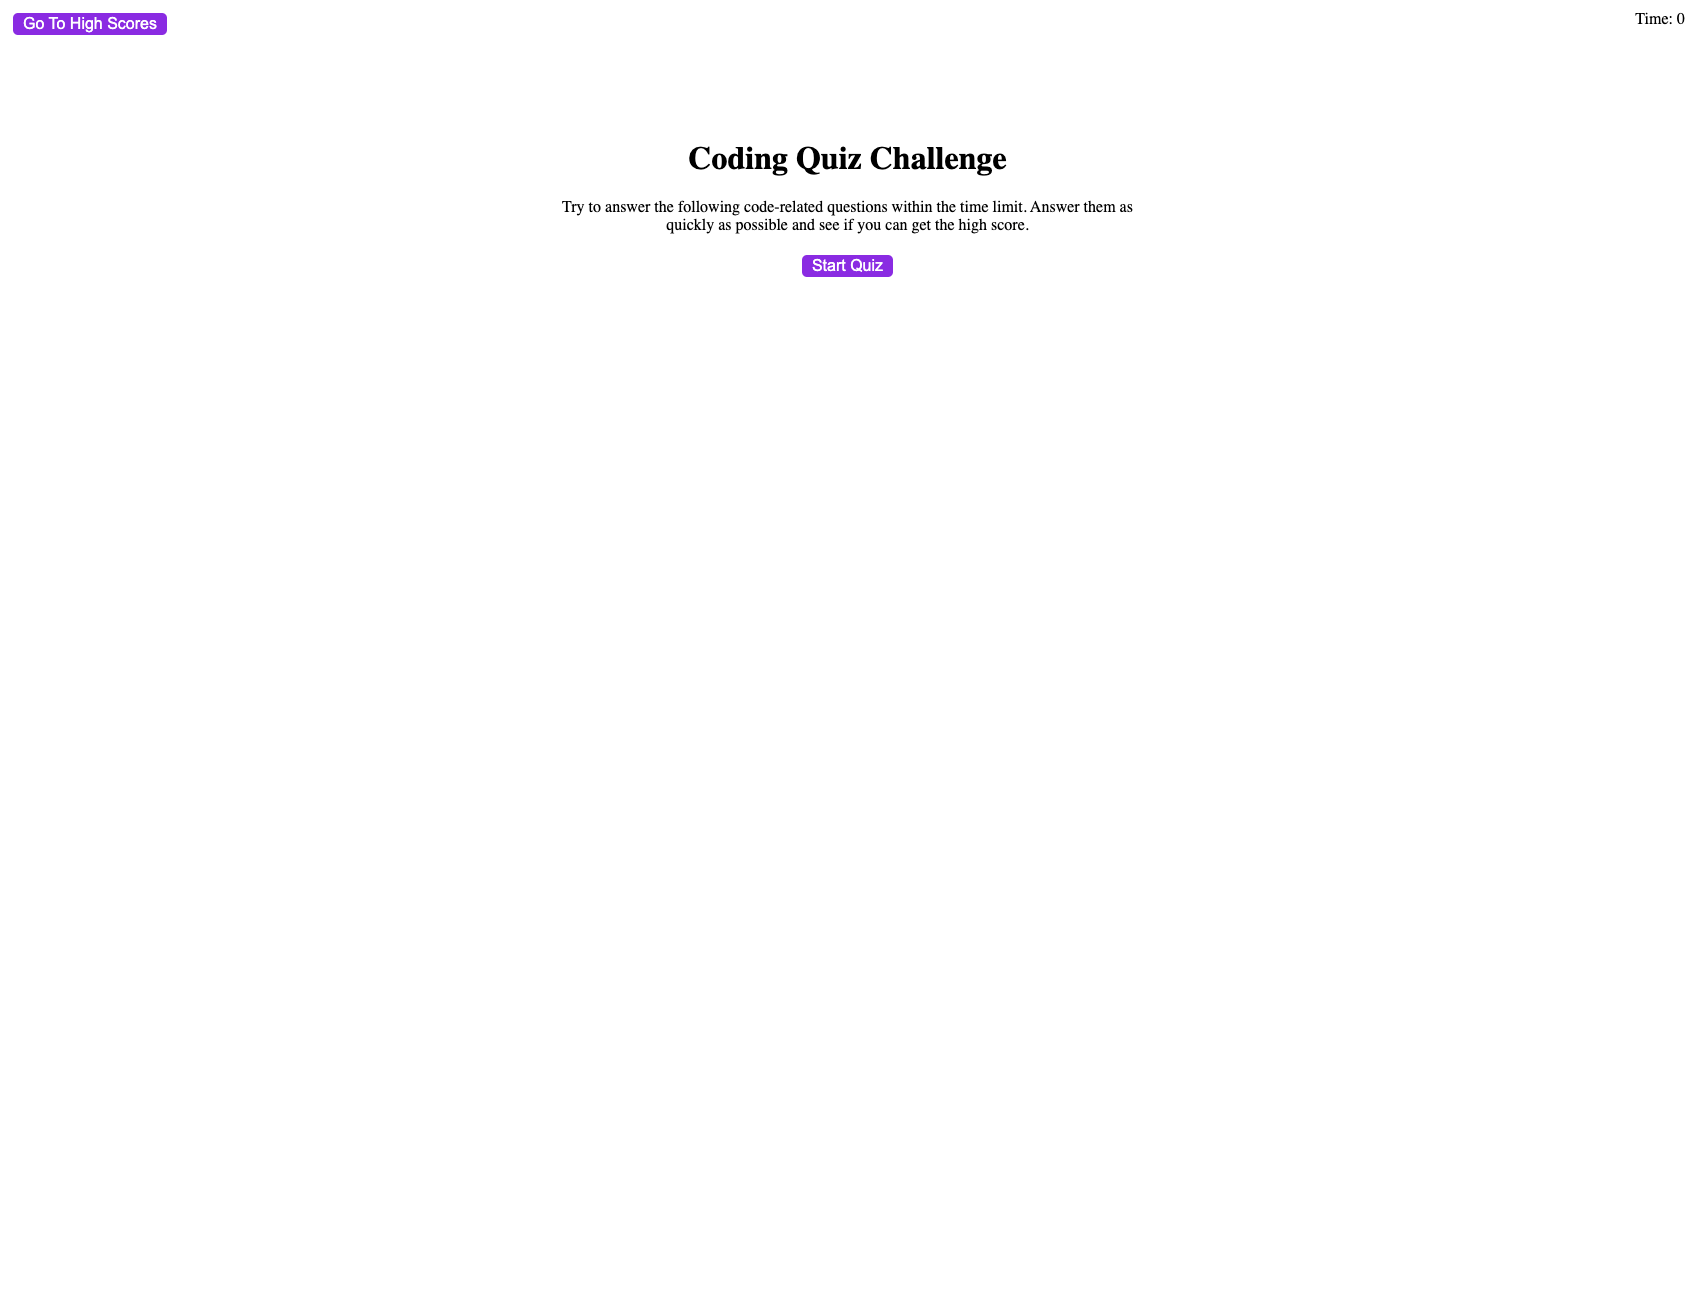 Go To High Scores
Time: 0
Coding Quiz Challenge
Try to answer the following code-related questions within the time limit. Answer them as
quickly as possible and see if you can get the high score.
Start Quiz